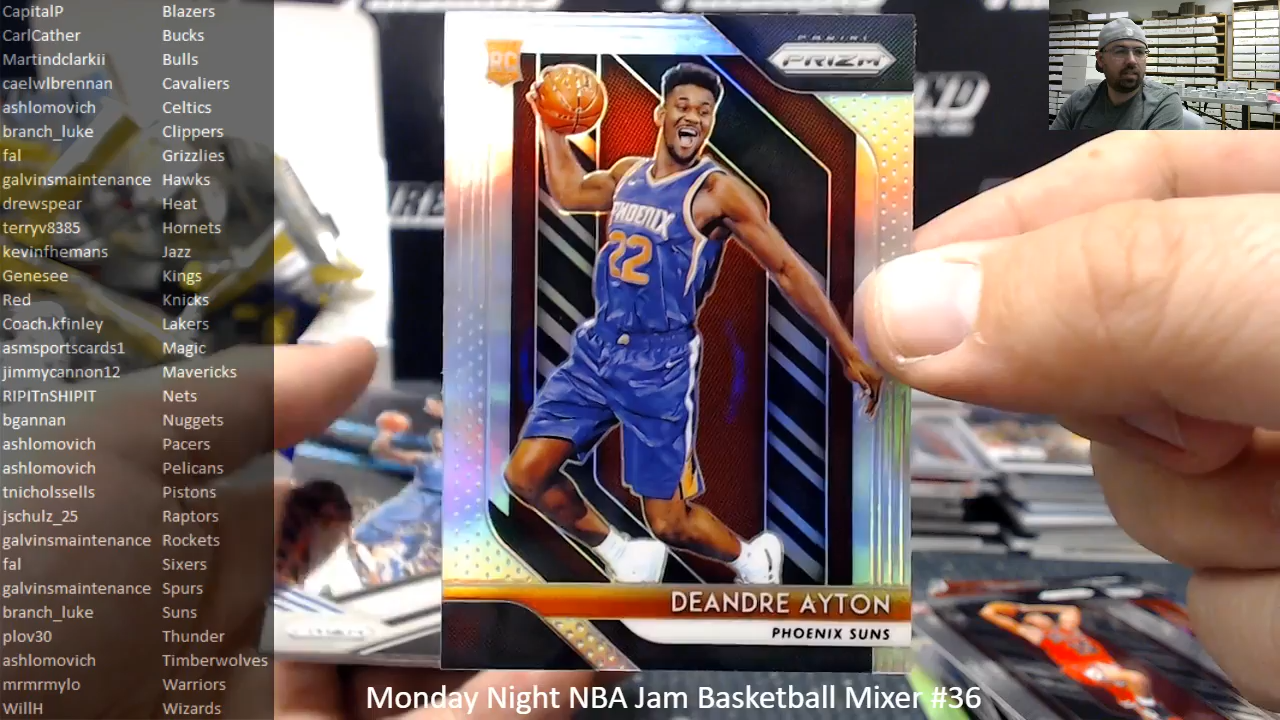 CapitalP Blazers
CarlCather Bucks
Martindclarkii Bulls
caelwlbrennan Cavaliers
ashlomovich Celtics
branch_luke Clippers
fal Grizzlies
galvinsmaintenance Hawks
drewspear Heat
terryv8385 Hornets
kevinfhemans Jazz
Genesee Kings
Red Knicks
Coach.kfinley Lakers
asmsportscards1 Magic
jimmycannon12 Mavericks
RIPITnSHIPIT Nets
bgannan Nuggets
ashlomovich Pacers
ashlomovich Pelicans
tnicholssells Pistons
jschulz_25 Raptors
galvinsmaintenance Rockets
fal Sixers
galvinsmaintenance Spurs
branch_luke Suns
plov30 Thunder
ashlomovich Timberwolves
mrmrmylo Warriors
WillH Wizards
RC
PANINI
PRIZM
PHOENIX
22
DEANDRE AYTON
PHOENIX SUNS
Monday Night NBA Jam Basketball Mixer #36